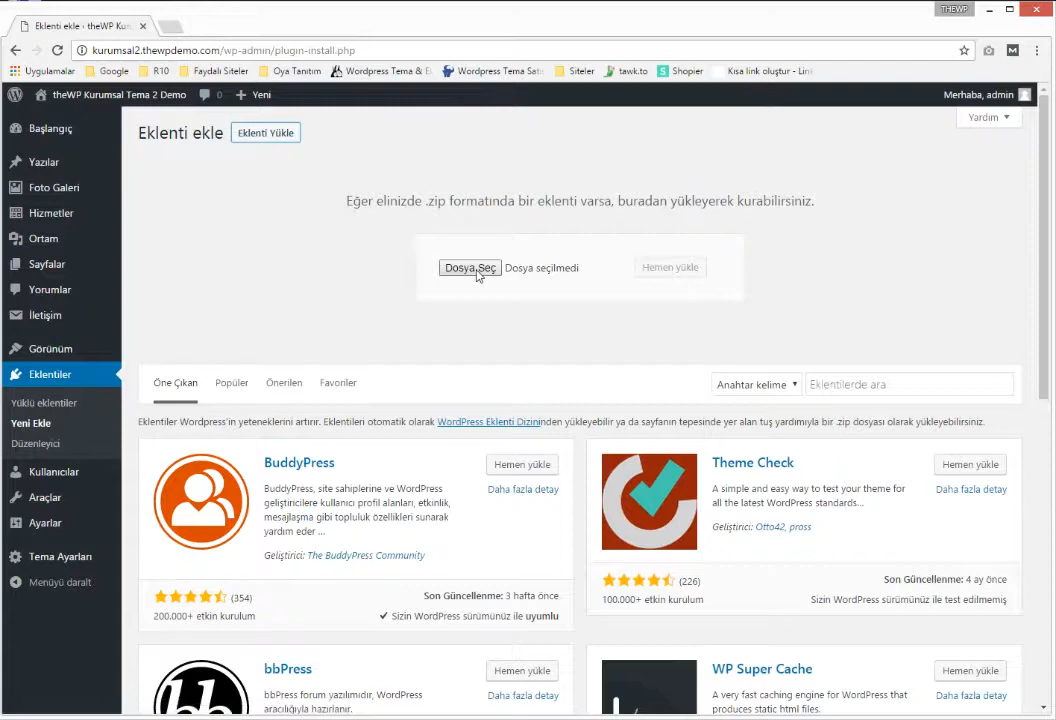 THEWP
Eklenti ekle ‹ theWP Kur
kurumsal2.thewpdemo.com/wp-admin/plugin-install.php
Uygulamalar Google R10 Faydalı Siteler Oya Tanıtım Wordpress Tema & E Wordpress Tema Satış Siteler tawk.to Shopier Kısa link oluştur - Link
theWP Kurumsal Tema 2 Demo 0 Yeni Merhaba, admin
Yardım
Başlangıç
Yazılar
Foto Galeri
Hizmetler
Ortam
Sayfalar
Yorumlar
İletişim
Görünüm
Eklentiler
Yüklü eklentiler
Yeni Ekle
Düzenleyici
Kullanıcılar
Araçlar
Ayarlar
Tema Ayarları
Menüyü daralt
Eklenti ekle Eklenti Yükle
Eğer elinizde .zip formatında bir eklenti varsa, buradan yükleyerek kurabilirsiniz.
Dosya Seç Dosya seçilmedi Hemen yükle
Öne Çıkan Popüler Önerilen Favoriler Anahtar kelime Eklentilerde ara
Eklentiler Wordpress'in yeteneklerini artırır. Eklentileri otomatik olarak WordPress Eklenti Dizininden yükleyebilir ya da sayfanın tepesinde yer alan tuş yardımıyla bir .zip dosyası olarak yükleyebilirsiniz.
BuddyPress
Hemen yükle
Daha fazla detay
BuddyPress, site sahiplerine ve WordPress
geliştiricilere kullanıcı profil alanları, etkinlik,
mesajlaşma gibi topluluk özellikleri sunarak
yardım eder ...
Geliştirici: The BuddyPress Community
(354)
200.000+ etkin kurulum
Son Güncellenme: 3 hafta önce
Sizin WordPress sürümünüz ile uyumlu
Theme Check
Hemen yükle
Daha fazla detay
A simple and easy way to test your theme for
all the latest WordPress standards...
Geliştirici: Otto42, pross
(226)
100.000+ etkin kurulum
Son Güncellenme: 4 ay önce
Sizin WordPress sürümünüz ile test edilmemiş
bbPress
Hemen yükle
Daha fazla detay
bbPress forum yazılımıdır, WordPress
aracılığıyla hazırlanır.
WP Super Cache
Hemen yükle
Daha fazla detay
A very fast caching engine for WordPress that
produces static html files.